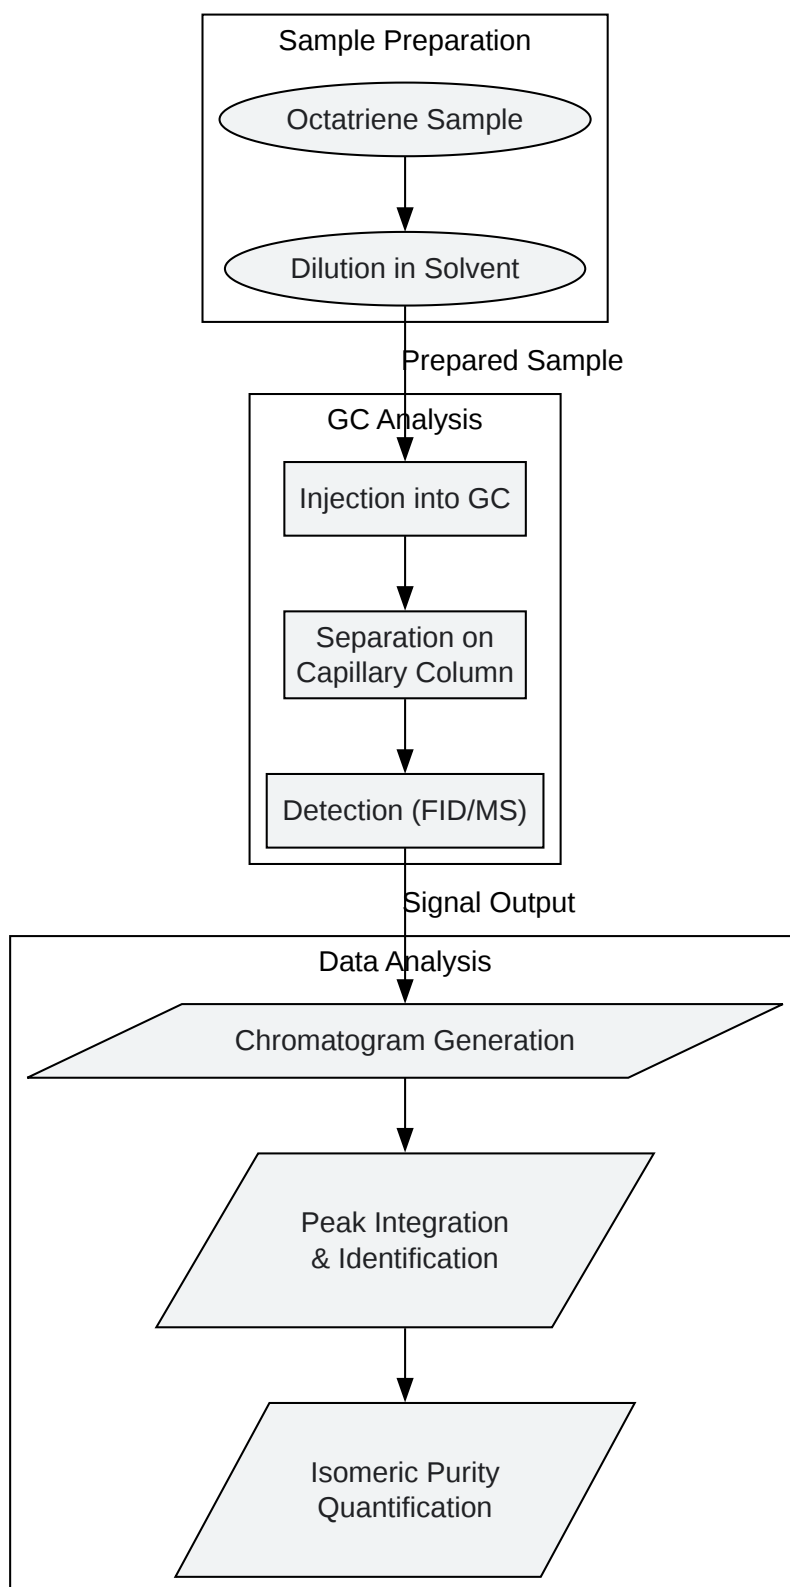 Sample Preparation
Octatriene Sample
Dilution in Solvent
Prepared Sample
GC Analysis
Injection into GC
Separation on
Capillary Column
Detection (FID/MS)
Signal Output
Data Analysis
Chromatogram Generation
Peak Integration
& Identification
Isomeric Purity
Quantification